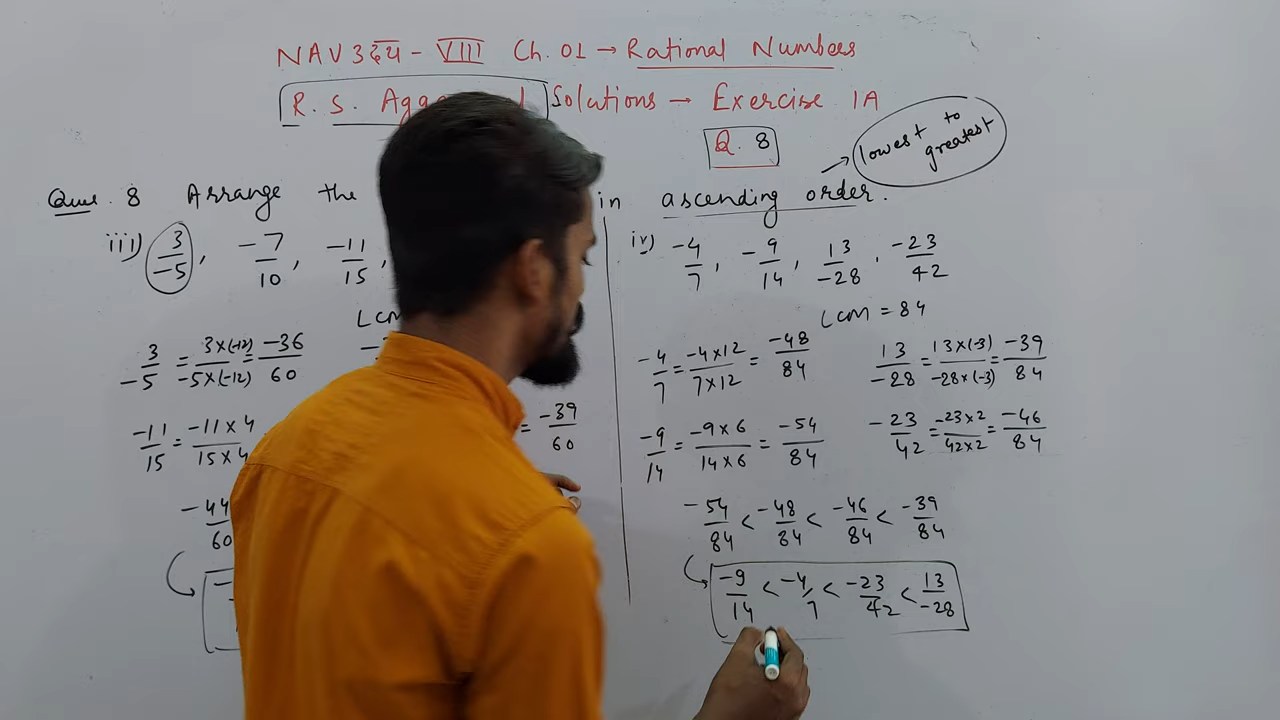 NAV उदय - VIII Ch. 01 → Rational Numbers
R. S. Solutions → Exercise 1A
Q. 8
lowest to greatest
Ques. 8 Arrange the in ascending order.
iii) 3/-5, -7/10, -11/15,
3/-5 = 3×(-12)/-5×(-12) = -36/60
-11/15 = -11×4/15×4
= -39/60
-44/60
iv) -4/7, -9/14, 13/-28, -23/42
LCM = 84
-4/7 = -4×12/7×12 = -48/84
13/-28 = 13×(-3)/-28×(-3) = -39/84
-9/14 = -9×6/14×6 = -54/84
-23/42 = -23×2/42×2 = -46/84
-54/84 < -48/84 < -46/84 < -39/84
-9/14 < -4/7 < -23/42 < 13/-28